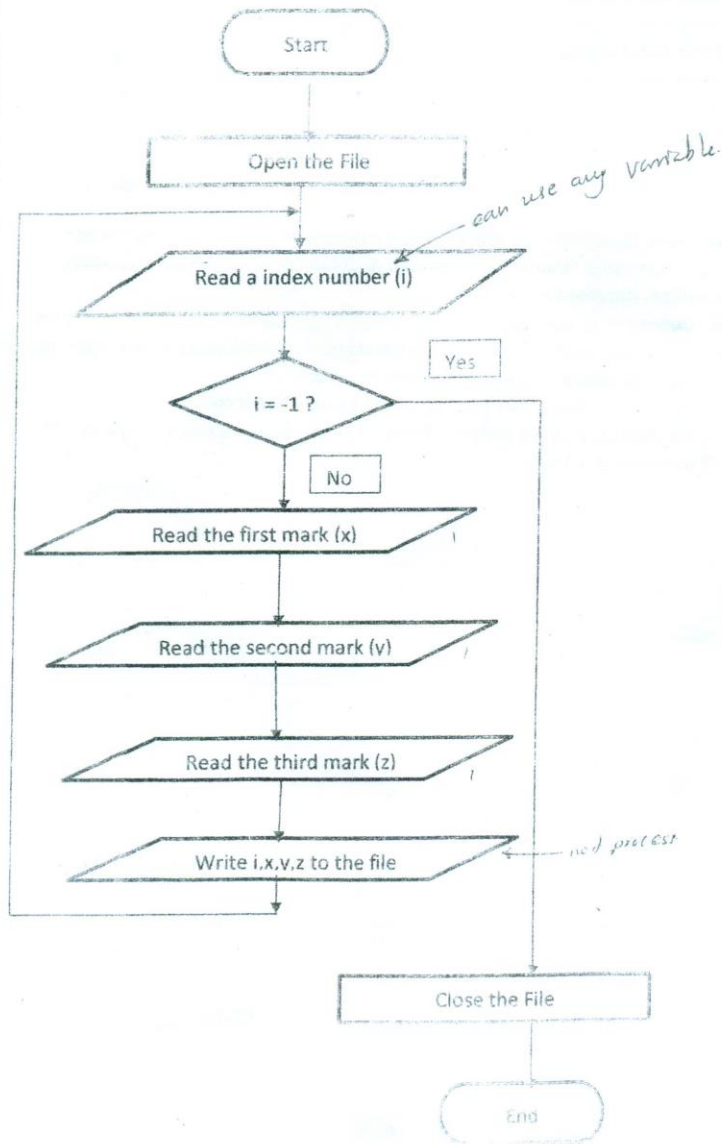 Start
Open the File
can use any variable.
Read a index number (i)
Yes
i = -1 ?
No
Read the first mark (x)
Read the second mark (v)
Read the third mark (z)
Write i,x,v,z to the file
process
Close the File
End